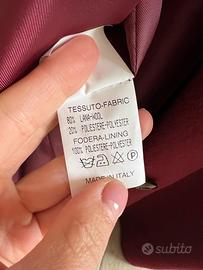 TESSUTO-FABRIC
80% LANA-WOOL
20% POLIESTERE-POLYESTER
FODERA-LINING
100% POLIESTERE-POLYESTER
P
MADE IN ITALY
subito